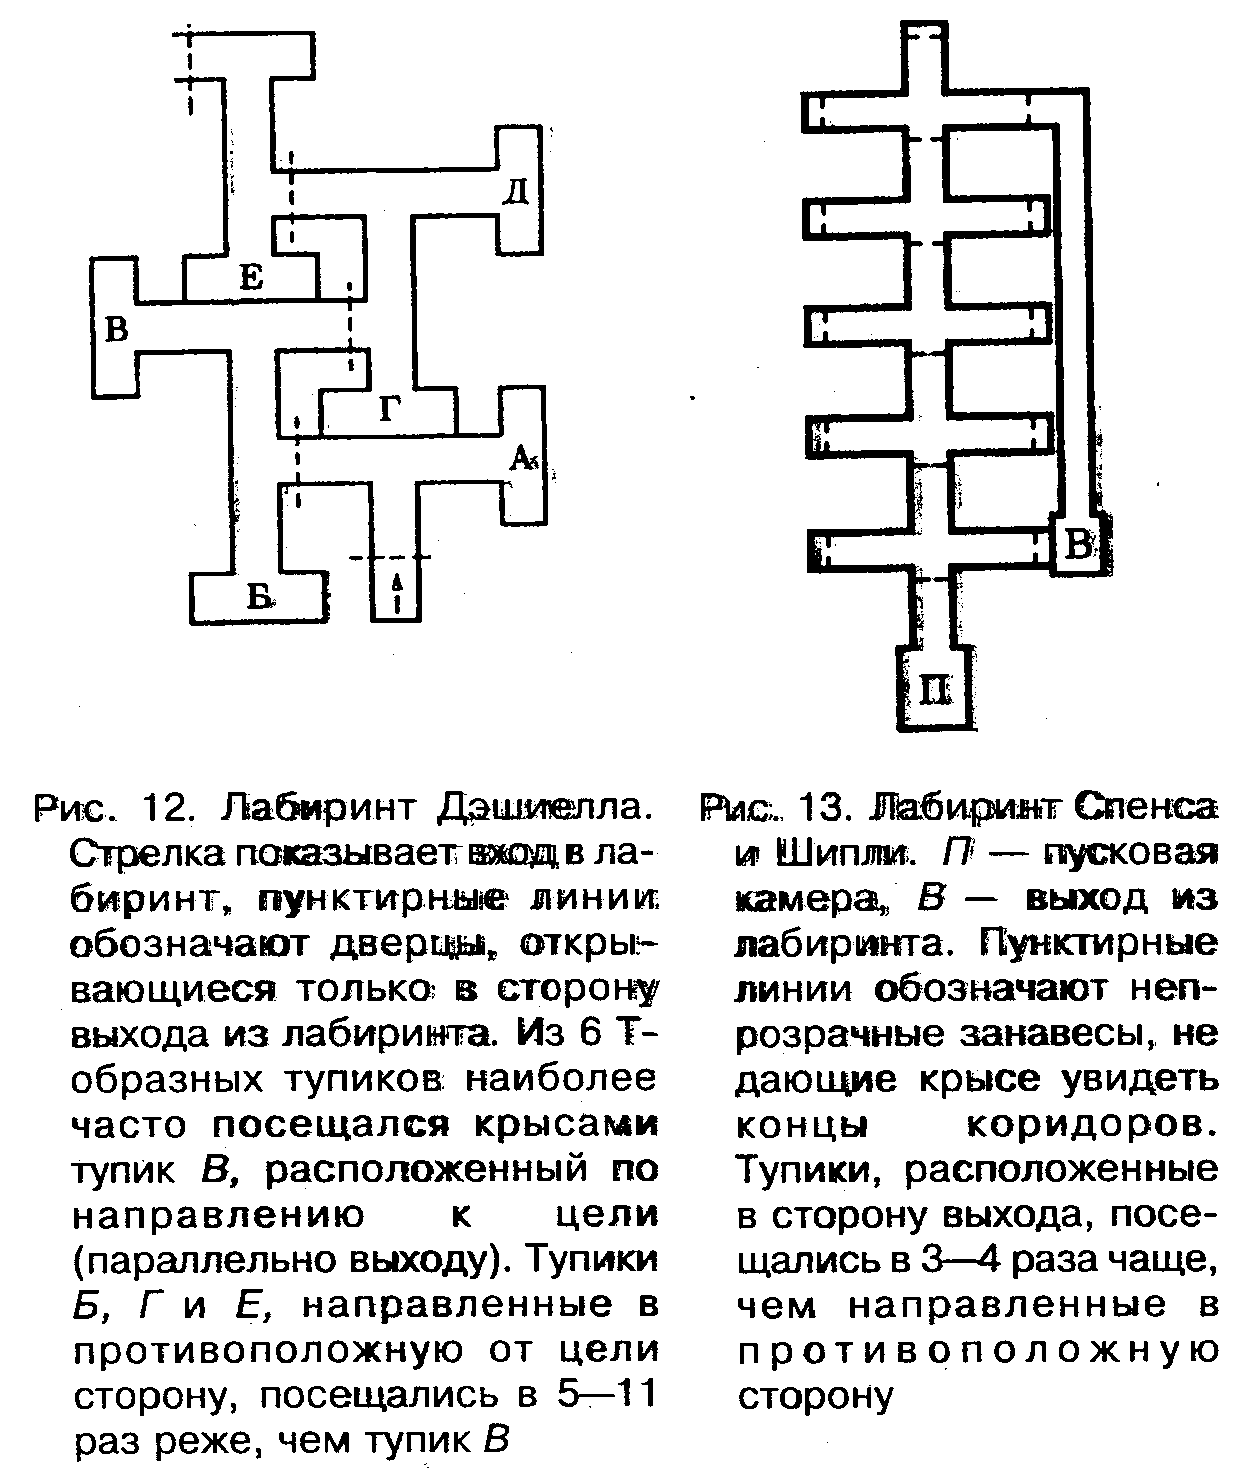 Д
Е
В
Г
А
Б
В
П
Рис. 12. Лабиринт Дэшиелла.
Стрелка показывает вход в ла-
биринт, пунктирные линии
обозначают дверцы, откры-
вающиеся только в сторону
выхода из лабиринта. Из 6 Т-
образных тупиков наиболее
часто посещался крысами
тупик В, расположенный по
направлению к цели
(параллельно выходу). Тупики
Б, Г и Е, направленные в
противоположную от цели
сторону, посещались в 5—11
раз реже, чем тупик В
Рис. 13. Лабиринт Спенса
и Шипли. П — пусковая
камера, В — выход из
лабиринта. Пунктирные
линии обозначают неп-
розрачные занавесы, не
дающие крысе увидеть
концы коридоров.
Тупики, расположенные
в сторону выхода, посе-
щались в 3—4 раза чаще,
чем направленные в
противоположную
сторону